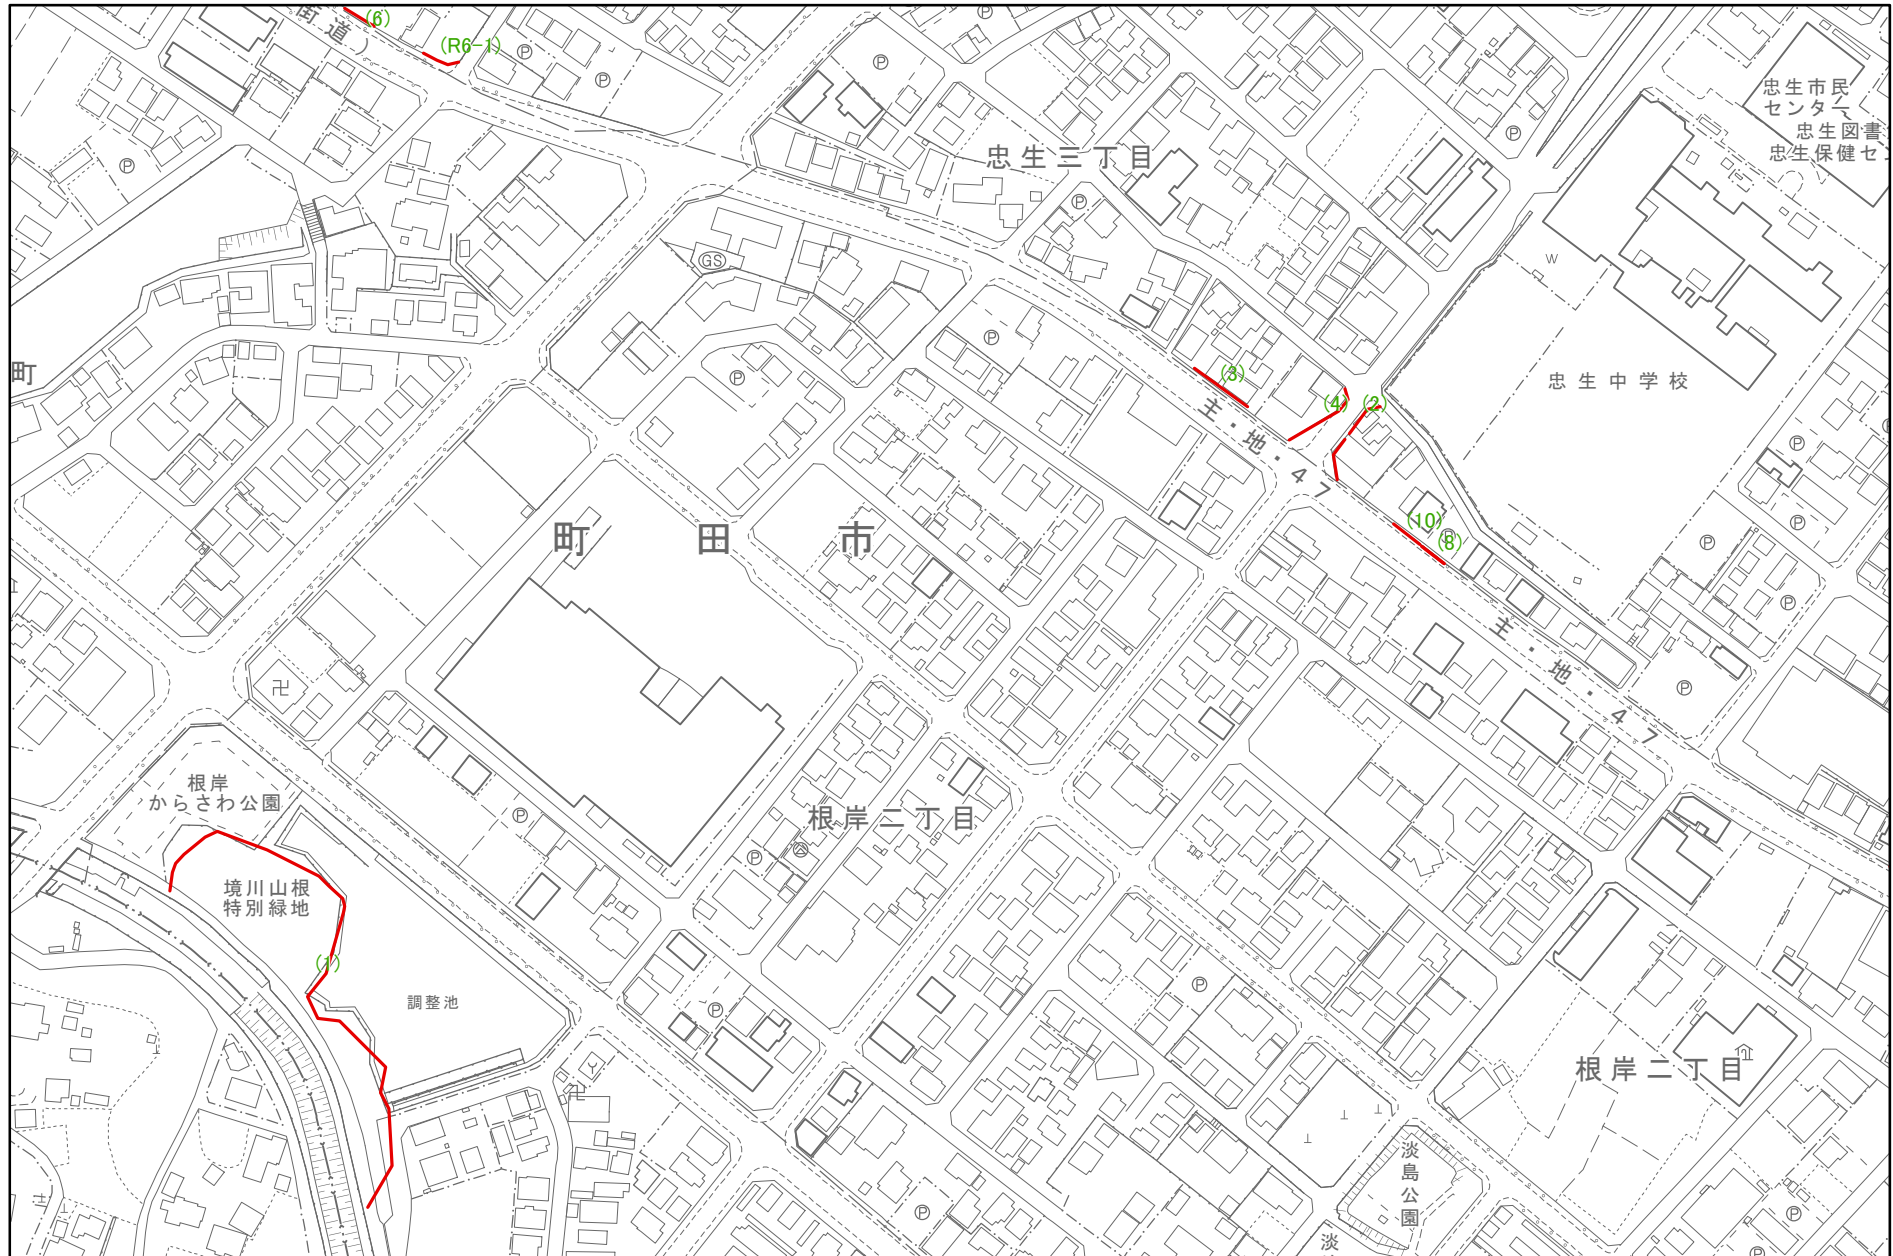 (6)
街道)
(R6-1)
忠生市民
センター
忠生図書
忠生保健セン
忠生三丁目
GS
W
町
(3)
忠生中学校
(4)
(2)
主・地・47
(10)
(8)
町田市
主・地・47
根岸
からさわ公園
根岸二丁目
境川山根
特別緑地
(1)
調整池
根岸二丁目
淡島公園
淡